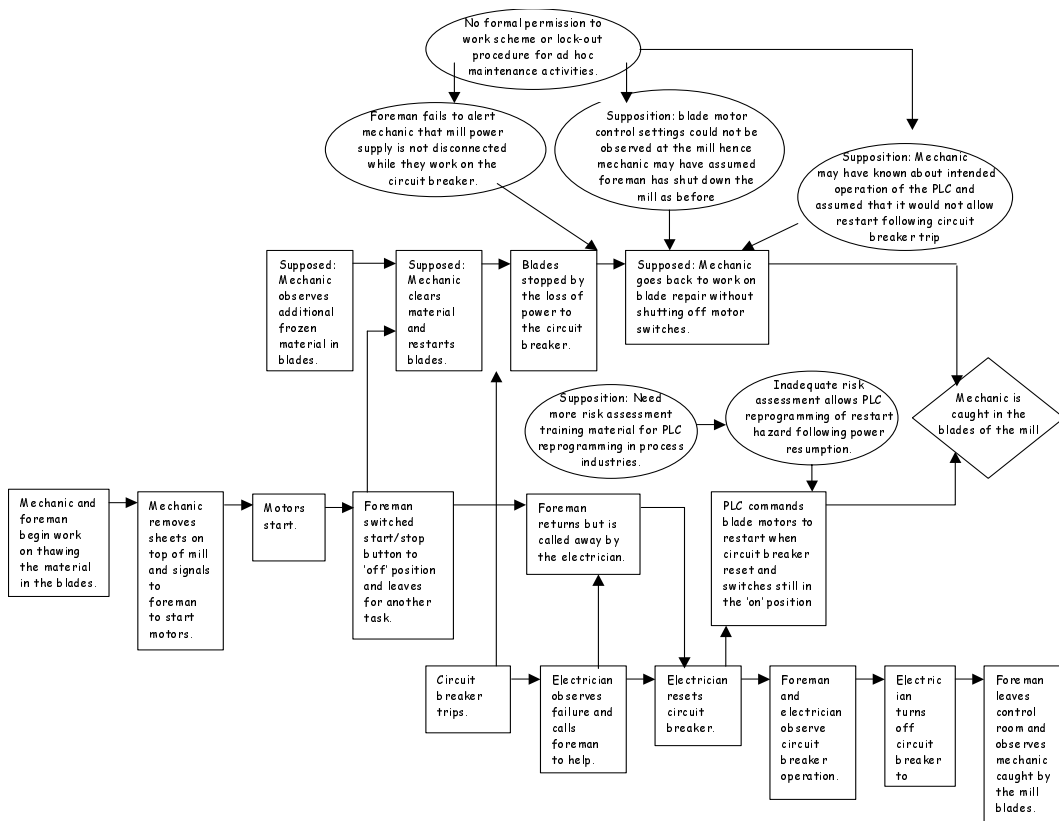 No formal permission to
work scheme or lock-out
procedure for ad hoc
maintenance activities.
Foreman fails to alert
mechanic that mill power
supply is not disconnected
while they work on the
circuit breaker.
Supposition: blade motor
control settings could not be
observed at the mill hence
mechanic may have assumed
foreman has shut down the
mill as before
Supposition: Mechanic
may have known about intended
operation of the PLC and
assumed that it would not allow
restart following circuit
breaker trip
Supposed:
Mechanic
observes
additional
frozen
material in
blades.
Supposed:
Mechanic
clears
material
and
restarts
blades.
Blades
stopped by
the loss of
power to
the circuit
breaker.
Supposed: Mechanic
goes back to work on
blade repair without
shutting off motor
switches.
Supposition: Need
more risk assessment
training material for PLC
reprogramming in process
industries.
Inadequate risk
assessment allows PLC
reprogramming of restart
hazard following power
resumption.
Mechanic is
caught in the
blades of the mill
Mechanic and
foreman
begin work
on thawing
the material
in the blades.
Mechanic
removes
sheets on
top of mill
and signals
to
foreman
to start
motors.
Motors
start.
Foreman
switched
start/stop
button to
'off' position
and leaves
for another
task.
Foreman
returns but is
called away by
the electrician.
PLC commands
blade motors to
restart when
circuit breaker
reset and
switches still in
the 'on' position
Circuit
breaker
trips.
Electrician
observes
failure and
calls
foreman
to help.
Electrician
resets
circuit
breaker.
Foreman
and
electrician
observe
circuit
breaker
operation.
Electric
ian
turns
off
circuit
breaker to
Foreman
leaves
control
room and
observes
mechanic
caught by
the mill
blades.